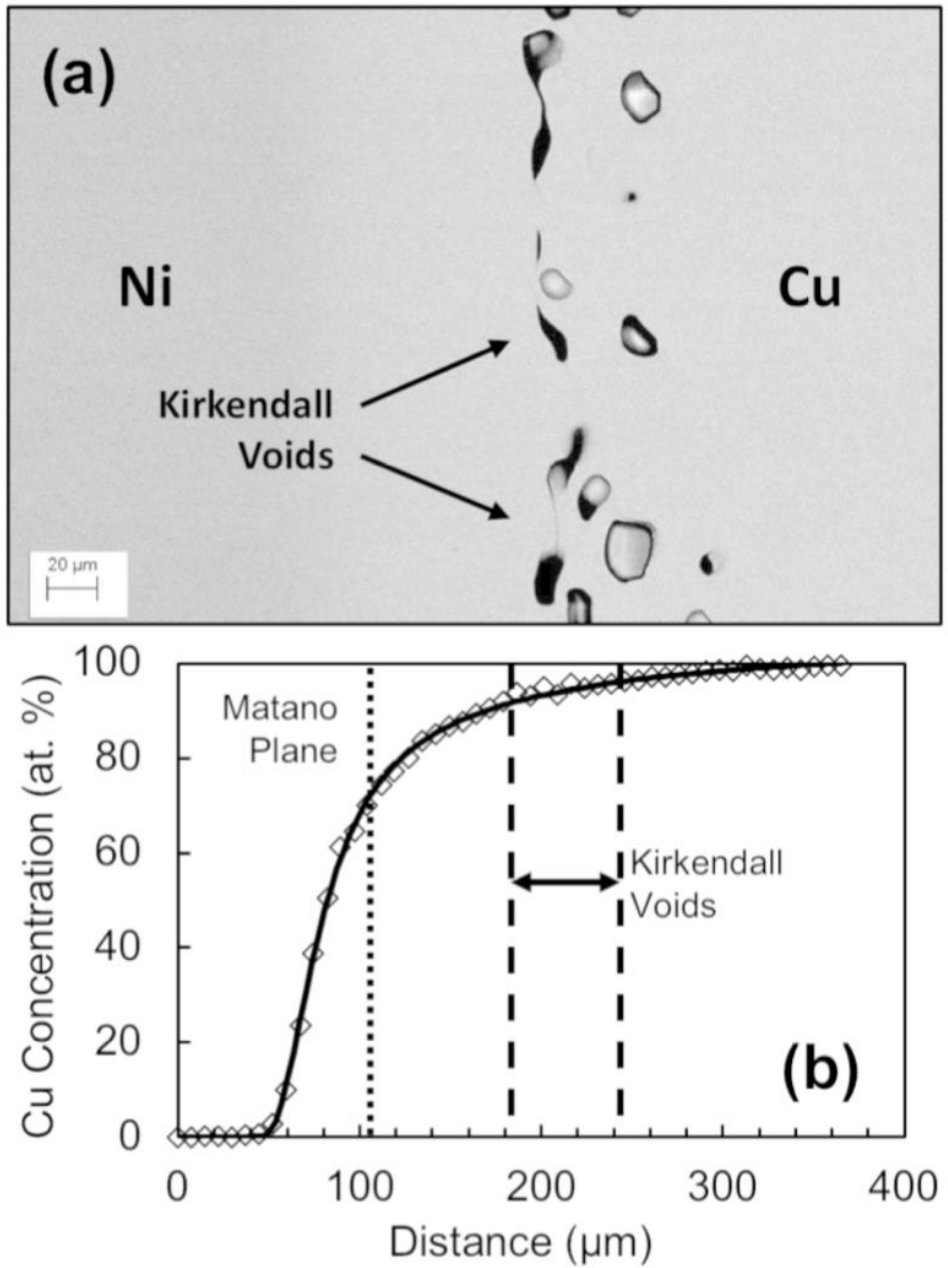 (a)
Ni
Cu
Kirkendall
Voids
20 µm
100
80
60
40
20
0
Cu Concentration (at. %)
Matano
Plane
Kirkendall
Voids
(b)
0
100
200
300
400
Distance (µm)